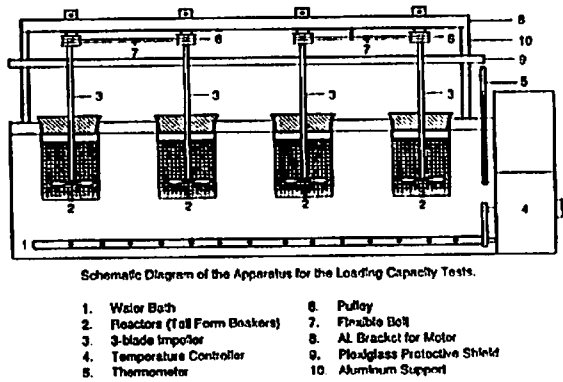 8
10
6 6
7 7
9
3 3 3 3
5
4
2 2 2 2
1
Schematic Diagram of the Apparatus for the Loading Capacity Tests.
1. Water Bath
2. Reactors (Tall Form Beakers)
3. 3-blade Impeller
4. Temperature Controller
5. Thermometer
6. Pulley
7. Flexible Belt
8. AL Bracket for Motor
9. Plexiglass Protective Shield
10. Aluminum Support